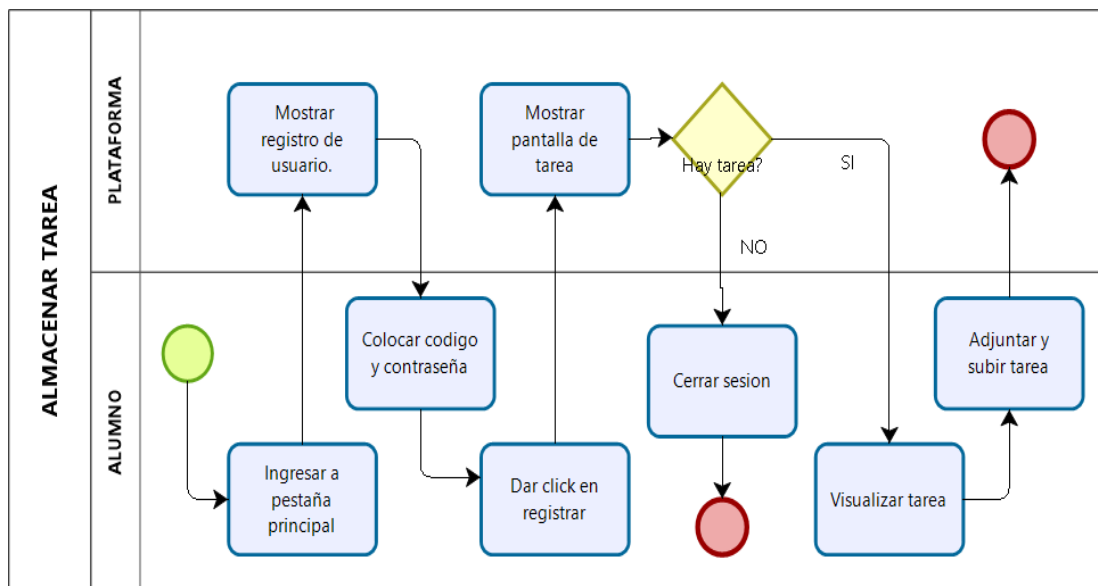 ALMACENAR TAREA
PLATAFORMA
Mostrar
registro de
usuario.
Mostrar
pantalla de
tarea
Hay tarea?
SI
NO
ALUMNO
Colocar codigo
y contraseña
Cerrar sesion
Adjuntar y
subir tarea
Ingresar a
pestaña
principal
Dar click en
registrar
Visualizar tarea